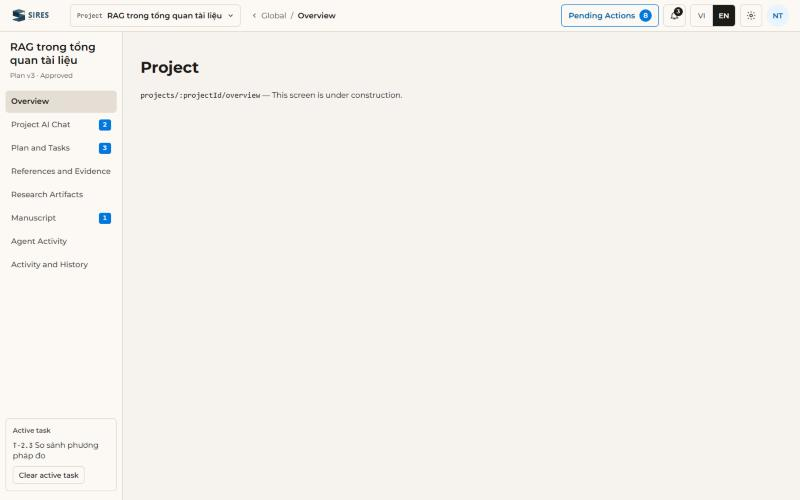 SIRES
Project RAG trong tổng quan tài liệu
Global / Overview
Pending Actions 8
3
VI EN
NT
RAG trong tổng
quan tài liệu
Plan v3 · Approved
Overview
Project AI Chat 2
Plan and Tasks 3
References and Evidence
Research Artifacts
Manuscript 1
Agent Activity
Activity and History
Project
projects/:projectId/overview — This screen is under construction.
Active task
T-2.3 So sánh phương
pháp đo
Clear active task